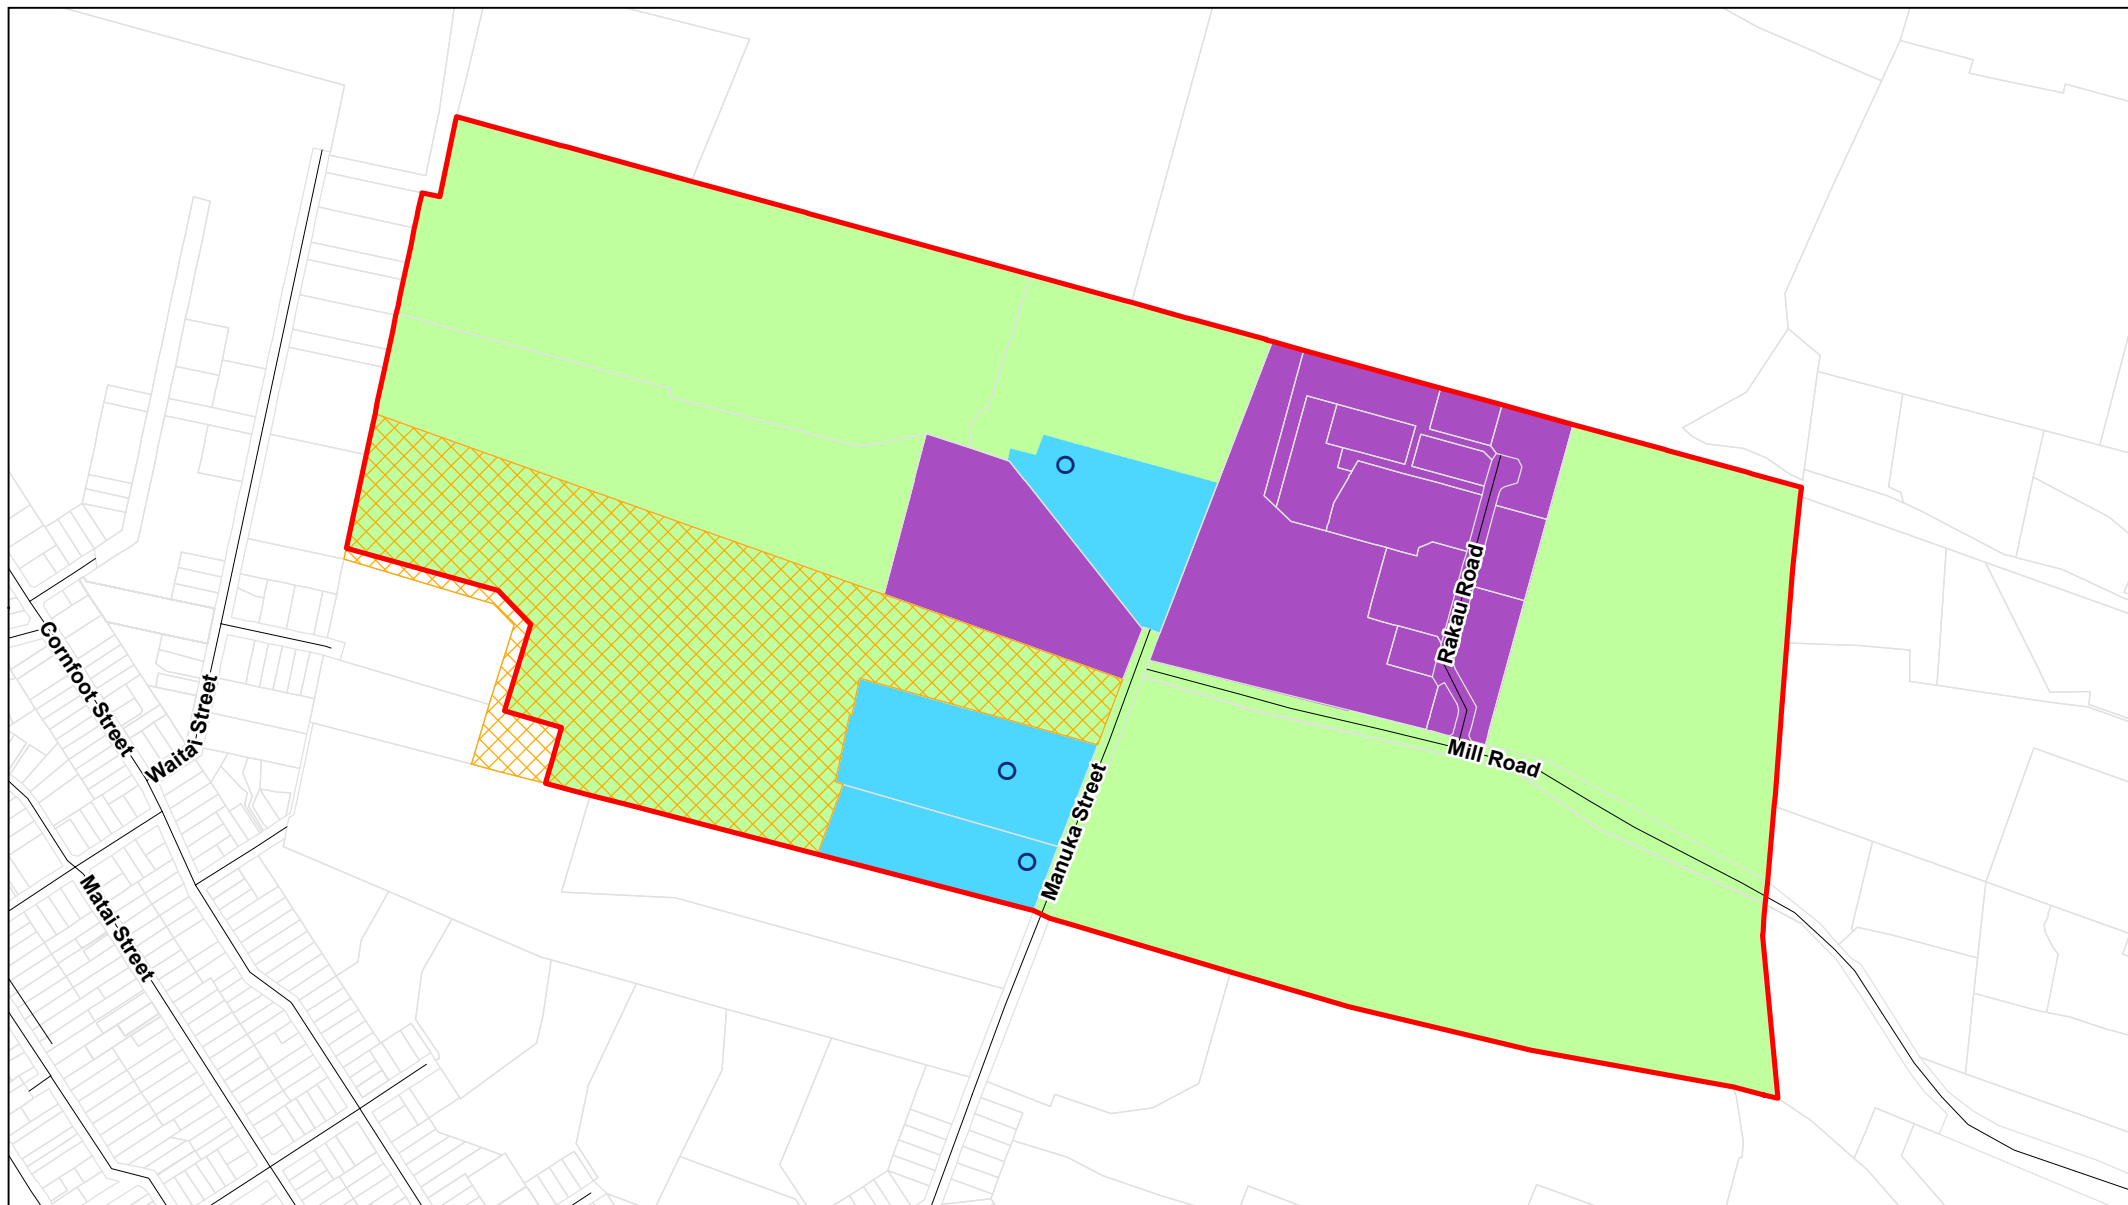 Rakau Road
Cornfoot Street
Waitai Street
Mill Road
Manuka Street
Matai Street